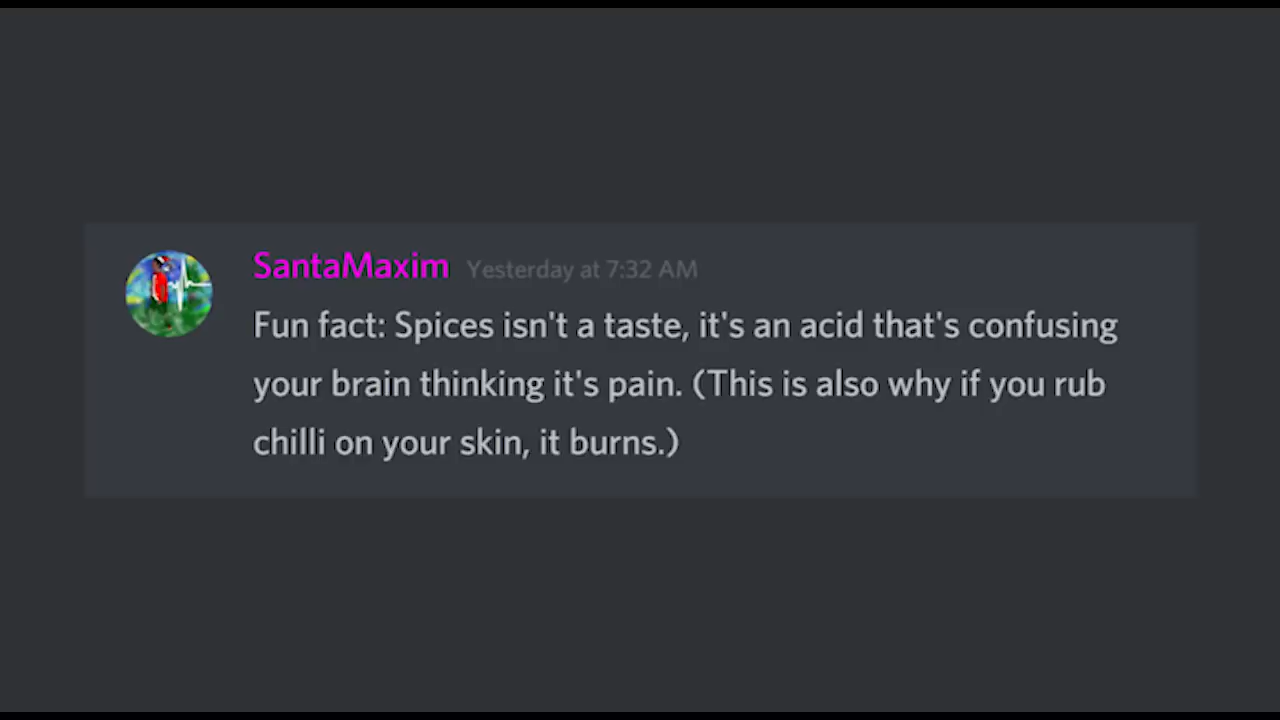 SantaMaxim Yesterday at 7:32 AM
Fun fact: Spices isn't a taste, it's an acid that's confusing
your brain thinking it's pain. (This is also why if you rub
chilli on your skin, it burns.)